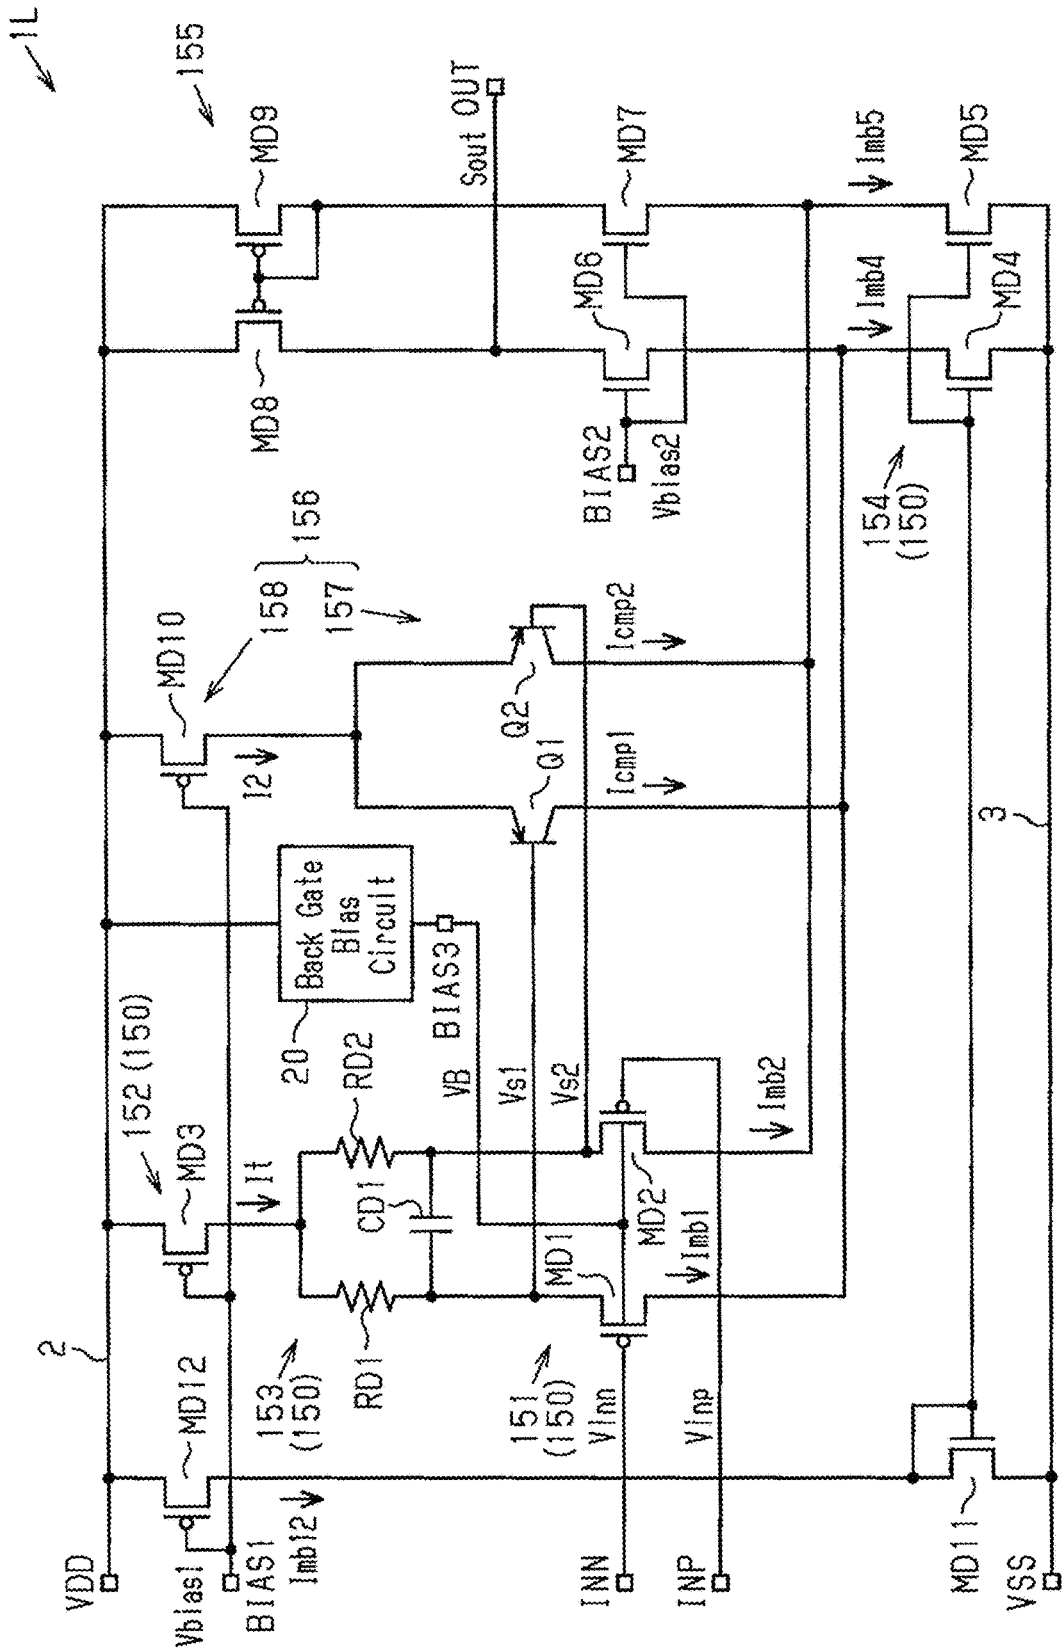 1L
155
VDD
2
Vbias1
BIAS1
MD12
Imb12
152 (150)
MD3
It
153
(150)
RD1
RD2
CD1
20
Back Gate
Bias
Circuit
BIAS3
VB
MD10
I2
158
157
156
MD8
MD9
Sout
OUT
Vs1
Vs2
Q1
Q2
Icmp1
Icmp2
BIAS2
Vbias2
MD6
MD7
151
(150)
INN
Vinn
INP
Vinp
MD1
MD2
Imb1
Imb2
154
(150)
Imb4
Imb5
MD4
MD5
3
MD11
VSS